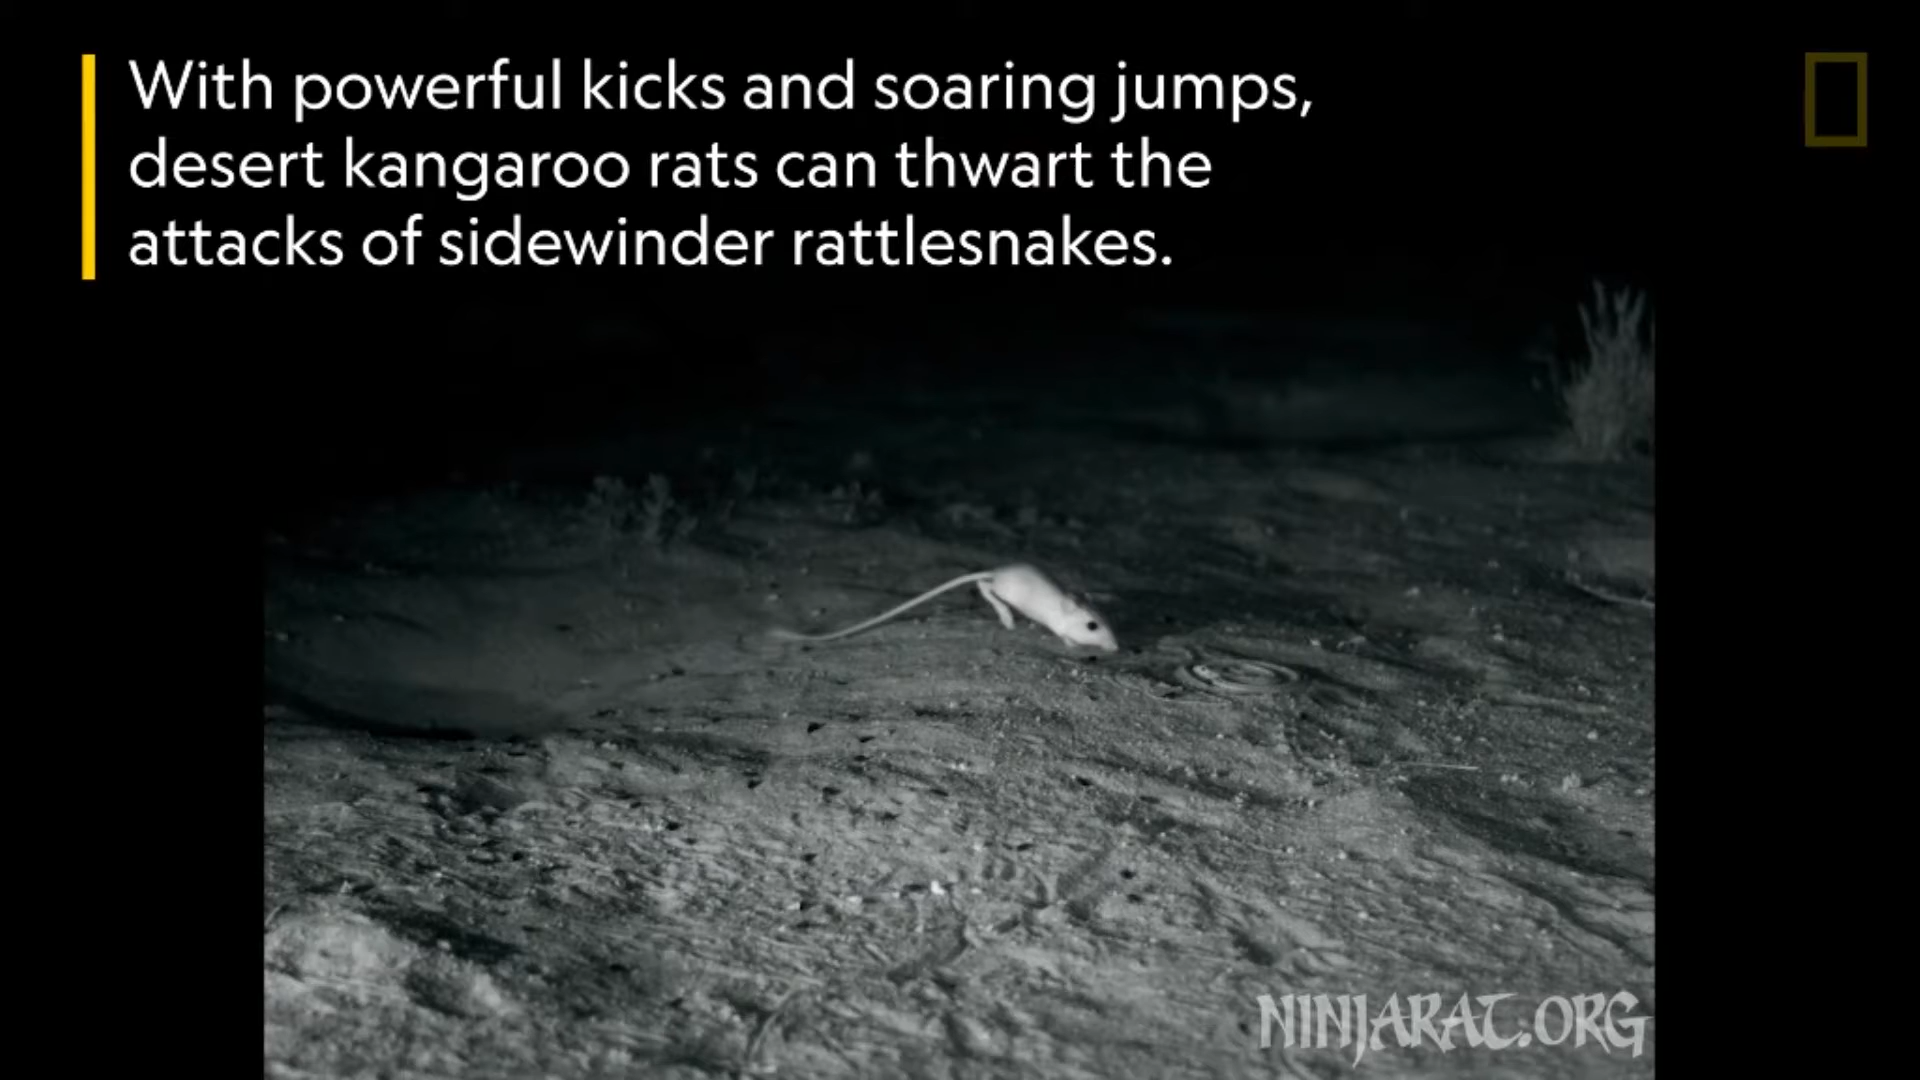 With powerful kicks and soaring jumps,
desert kangaroo rats can thwart the
attacks of sidewinder rattlesnakes.
NINJARAT.ORG